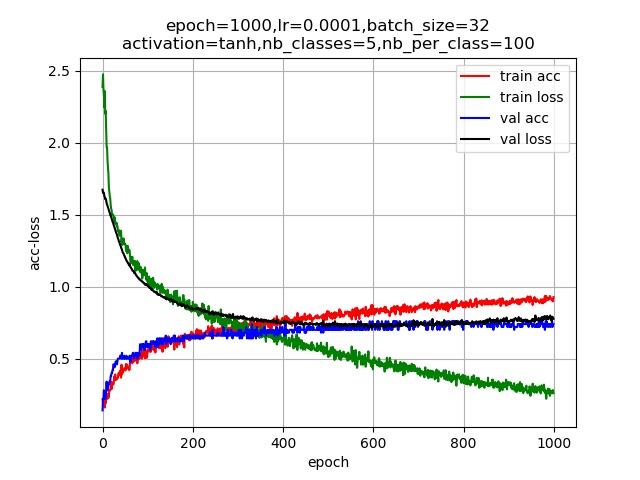 epoch=1000,lr=0.0001,batch_size=32
activation=tanh,nb_classes=5,nb_per_class=100
2.5
2.0
1.5
1.0
0.5
acc-loss
train acc
train loss
val acc
val loss
0
200
400
600
800
1000
epoch